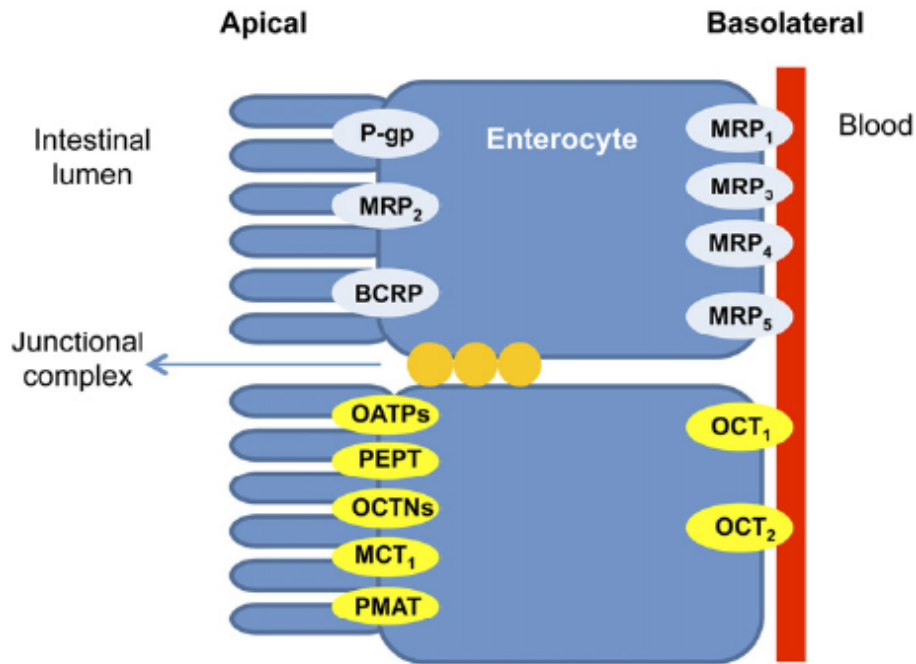 Apical
Basolateral
Intestinal
lumen
P-gp
Enterocyte
MRP₁
Blood
MRP₂
MRP₃
MRP₄
BCRP
MRP₅
Junctional
complex
OATPs
OCT₁
PEPT
OCTNs
OCT₂
MCT₁
PMAT